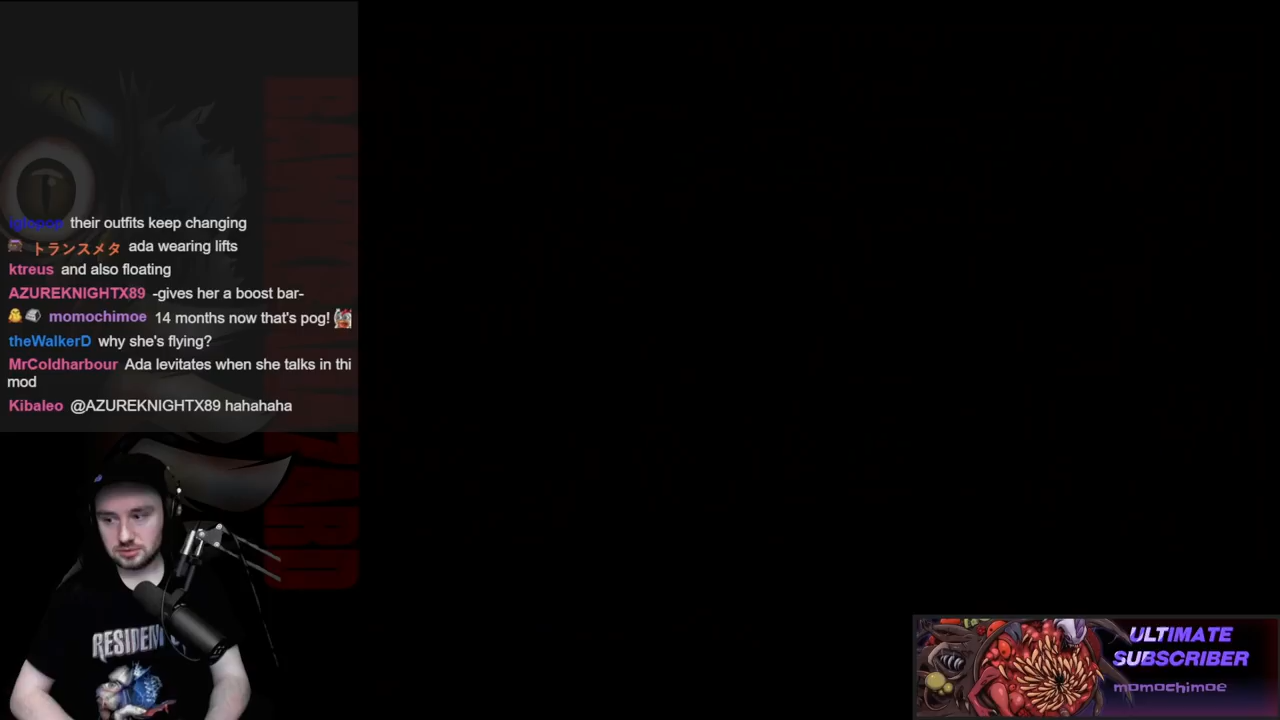 their outfits keep changing
トランスメタ ada wearing lifts
ktreus and also floating
AZUREKNIGHTX89 -gives her a boost bar-
momochimoe 14 months now that's pog!
theWalkerD why she's flying?
MrColdharbour Ada levitates when she talks in thi
mod
Kibaleo @AZUREKNIGHTX89 hahahaha
RESIDENT
ULTIMATE
SUBSCRIBER
momochimoe